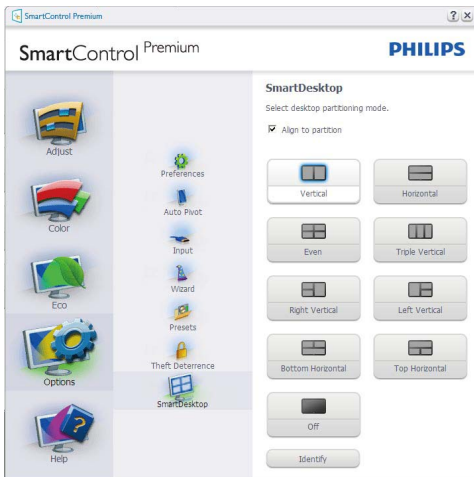 SmartControl Premium
SmartControl Premium
PHILIPS
Adjust
Color
Eco
Options
Help
Preferences
Auto Pivot
Input
Wizard
Presets
Theft Deterrence
SmartDesktop
SmartDesktop
Select desktop partitioning mode.
Align to partition
Vertical
Horizontal
Even
Triple Vertical
Right Vertical
Left Vertical
Bottom Horizontal
Top Horizontal
Off
Identify